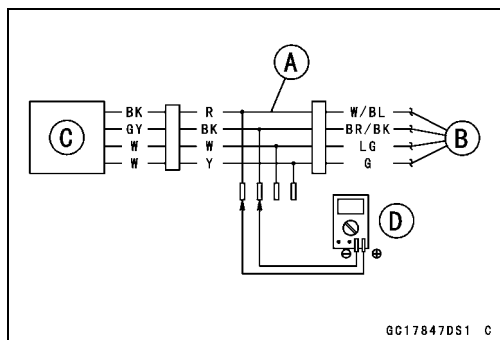 A
BK R W/BL
GY BK BR/BK
C W W LG B
W Y G
D
⊖ ⊕
GC17847DS1 C